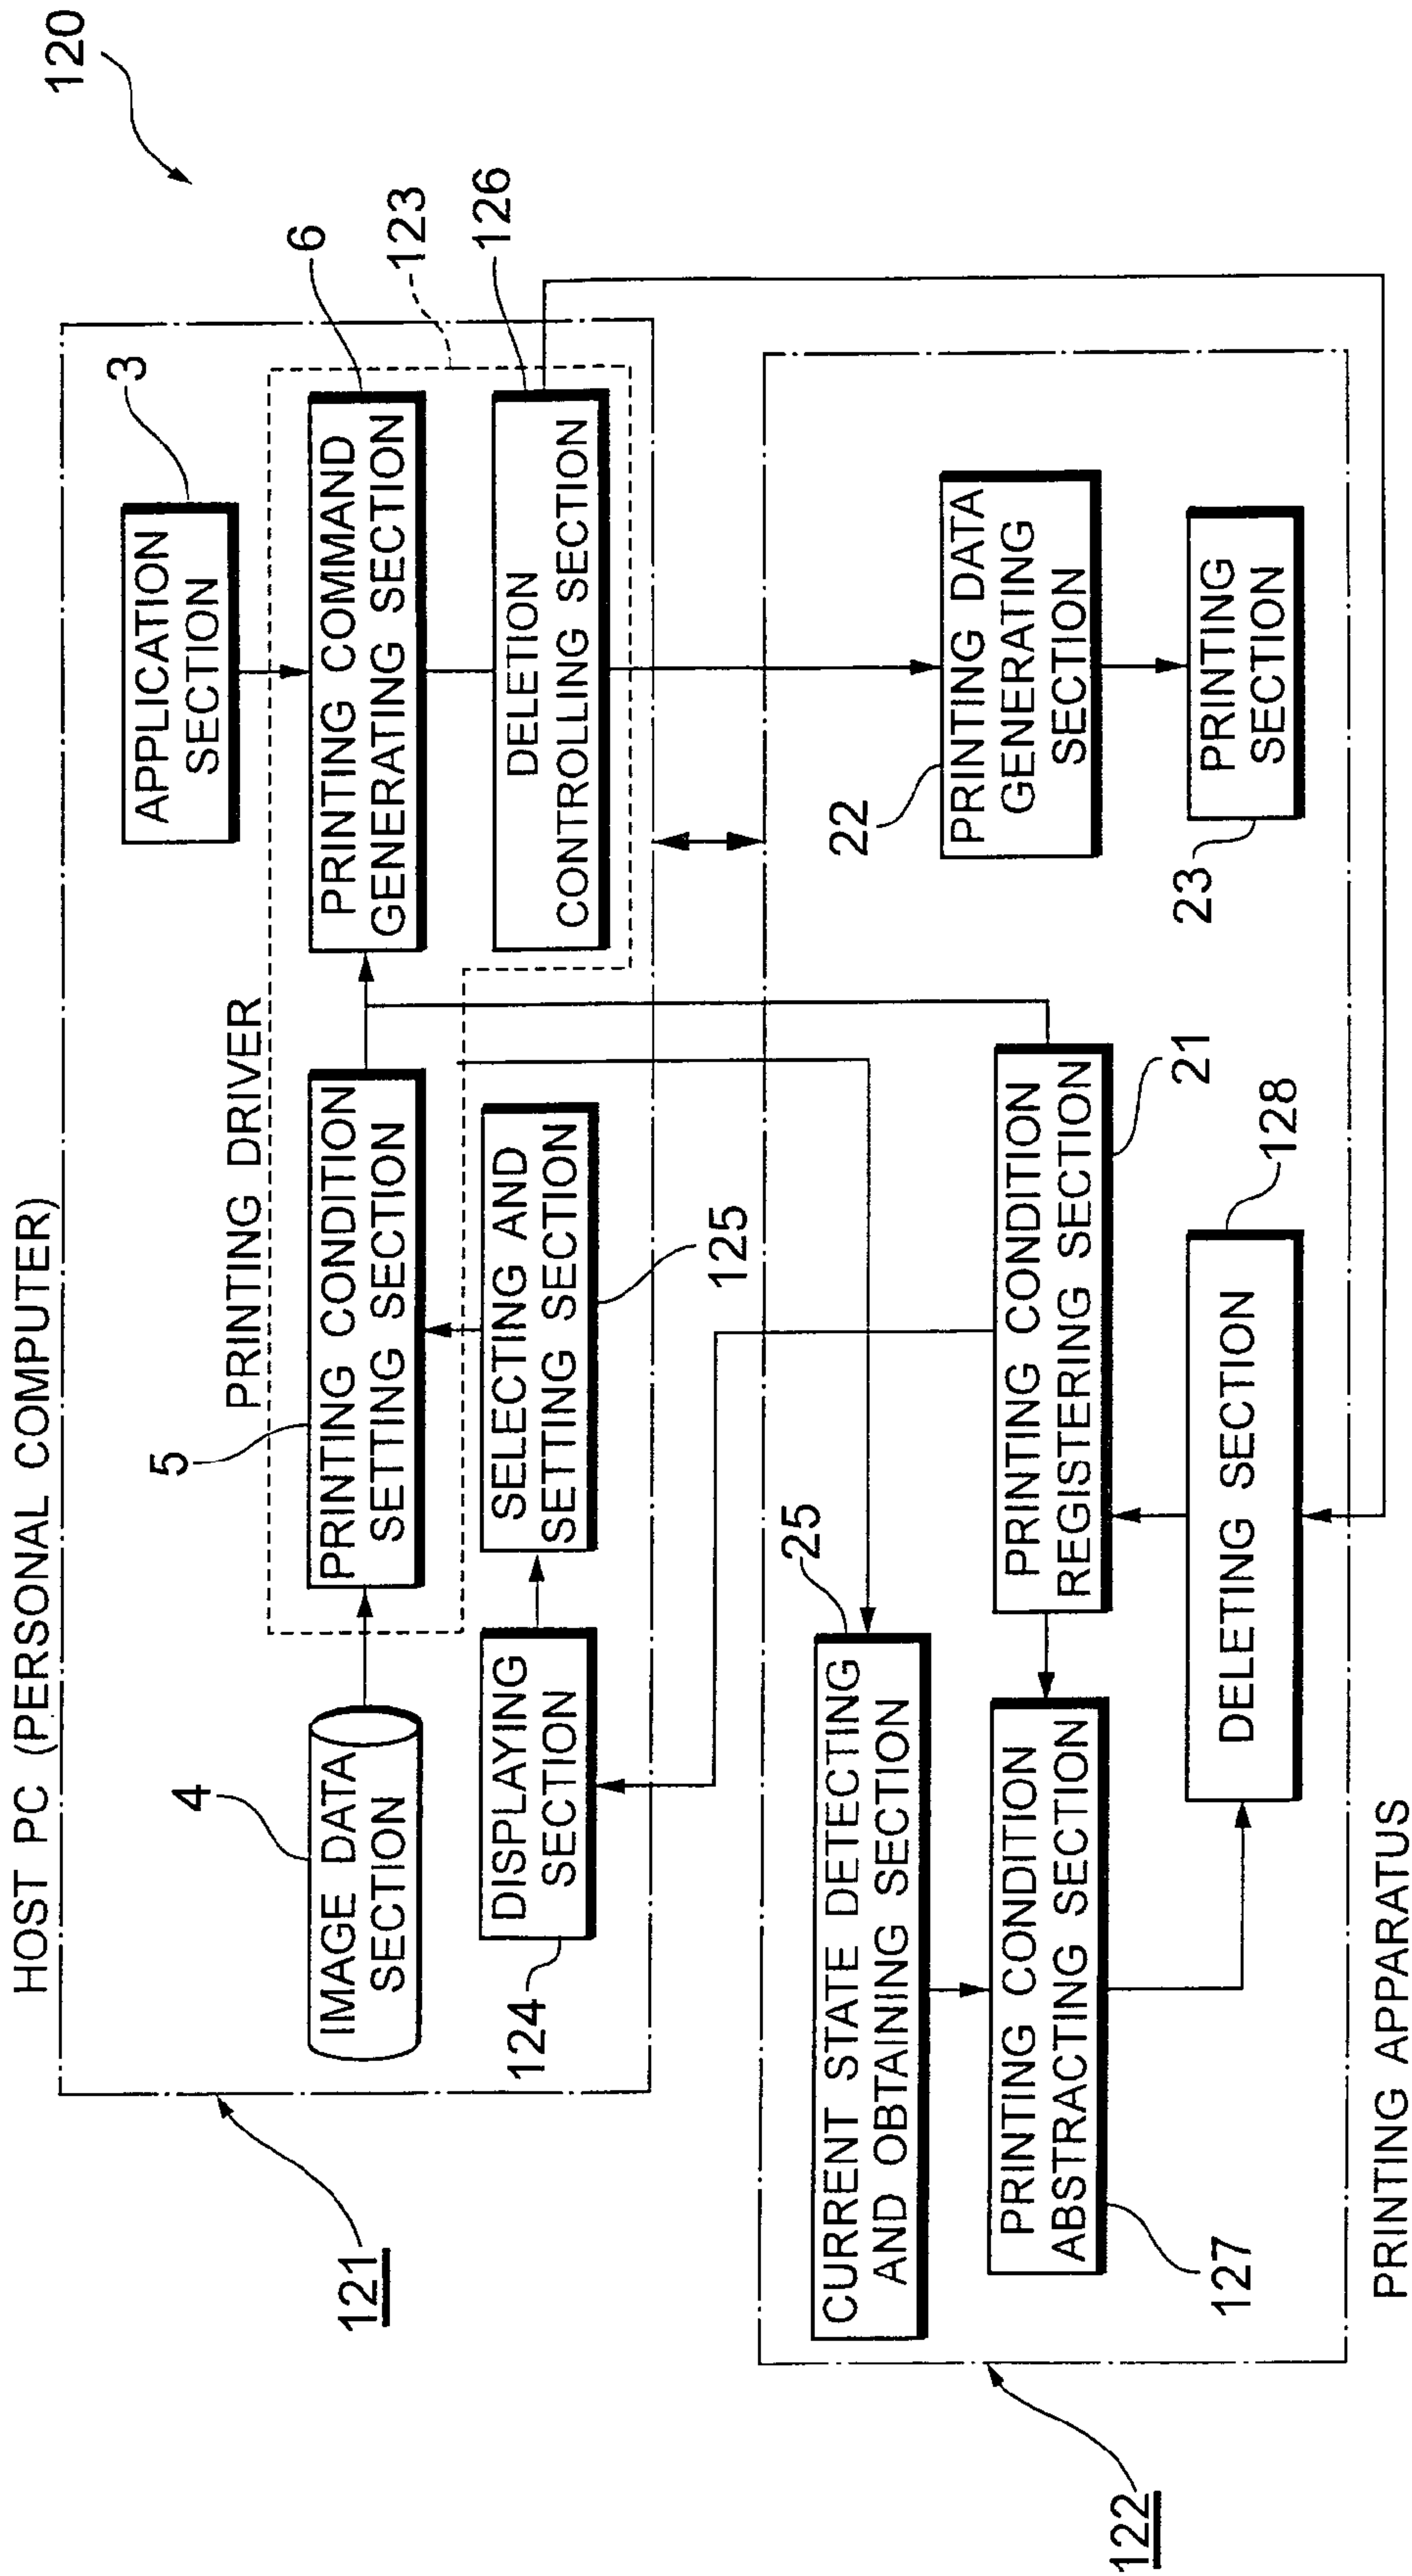 120
HOST PC (PERSONAL COMPUTER)
121
PRINTING DRIVER
123
3
APPLICATION
SECTION
4
IMAGE DATA
SECTION
5
PRINTING CONDITION
SETTING SECTION
6
PRINTING COMMAND
GENERATING SECTION
124
DISPLAYING
SECTION
SELECTING AND
SETTING SECTION
125
126
DELETION
CONTROLLING SECTION
25
CURRENT STATE DETECTING
AND OBTAINING SECTION
PRINTING CONDITION
ABSTRACTING SECTION
127
PRINTING CONDITION
REGISTERING SECTION
21
DELETING SECTION
128
22
PRINTING DATA
GENERATING
SECTION
PRINTING
SECTION
23
122
PRINTING APPARATUS